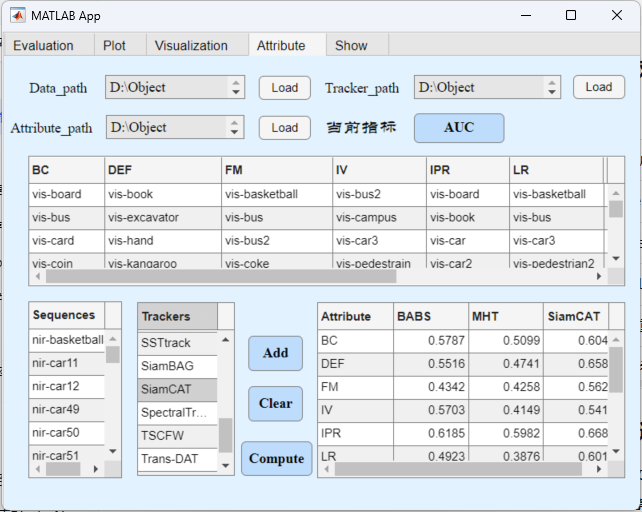 MATLAB App
Evaluation Plot Visualization Attribute Show
Data_path D:\Object Load Tracker_path D:\Object Load
Attribute_path D:\Object Load 当前指标 AUC
BC DEF FM IV IPR LR
vis-board vis-book vis-basketball vis-bus2 vis-board vis-basketball
vis-bus vis-excavator vis-bus vis-campus vis-book vis-bus
vis-card vis-hand vis-bus2 vis-car3 vis-car vis-car3
vis-coin vis-kangaroo vis-coke vis-pedestrain vis-car2 vis-pedestrian2
Sequences
nir-basketball
nir-car11
nir-car12
nir-car49
nir-car50
nir-car51
Trackers
SSTtrack
SiamBAG
SiamCAT
SpectralTr...
TSCFW
Trans-DAT
Add
Clear
Compute
Attribute BABS MHT SiamCAT
BC 0.5787 0.5099 0.604
DEF 0.5516 0.4741 0.658
FM 0.4342 0.4258 0.562
IV 0.5703 0.4149 0.541
IPR 0.6185 0.5982 0.668
LR 0.4923 0.3876 0.601